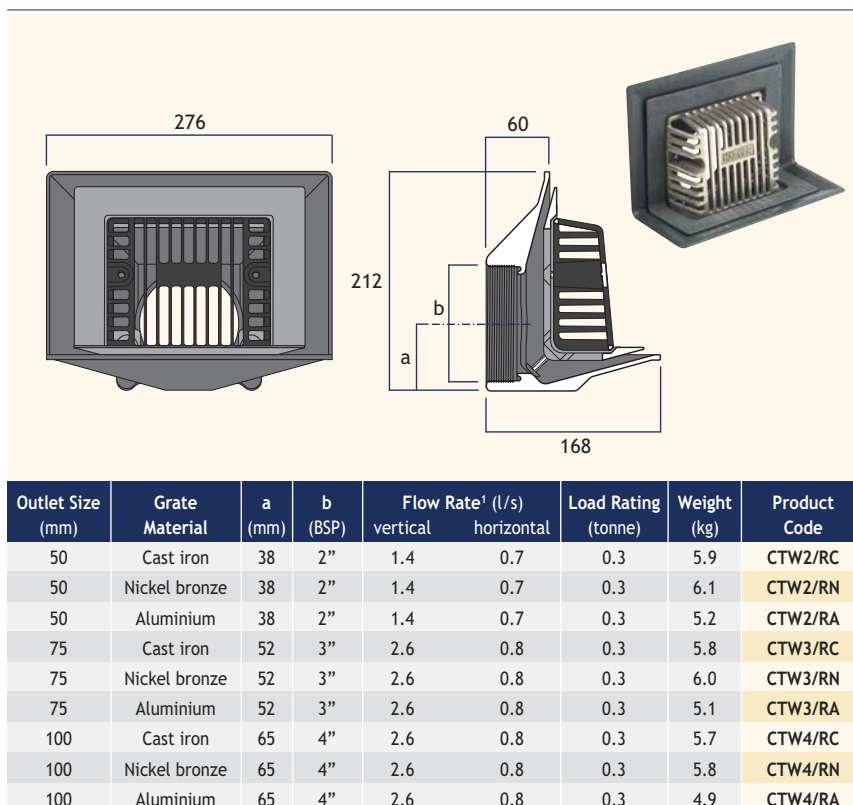 276
60
212
b
a
168
Outlet Size Grate a b Flow Rate¹ (l/s) Load Rating Weight Product
(mm) Material (mm) (BSP) vertical horizontal (tonne) (kg) Code
50 Cast iron 38 2” 1.4 0.7 0.3 5.9 CTW2/RC
50 Nickel bronze 38 2” 1.4 0.7 0.3 6.1 CTW2/RN
50 Aluminium 38 2” 1.4 0.7 0.3 5.2 CTW2/RA
75 Cast iron 52 3” 2.6 0.8 0.3 5.8 CTW3/RC
75 Nickel bronze 52 3” 2.6 0.8 0.3 6.0 CTW3/RN
75 Aluminium 52 3” 2.6 0.8 0.3 5.1 CTW3/RA
100 Cast iron 65 4” 2.6 0.8 0.3 5.7 CTW4/RC
100 Nickel bronze 65 4” 2.6 0.8 0.3 5.8 CTW4/RN
100 Aluminium 65 4” 2.6 0.8 0.3 4.9 CTW4/RA